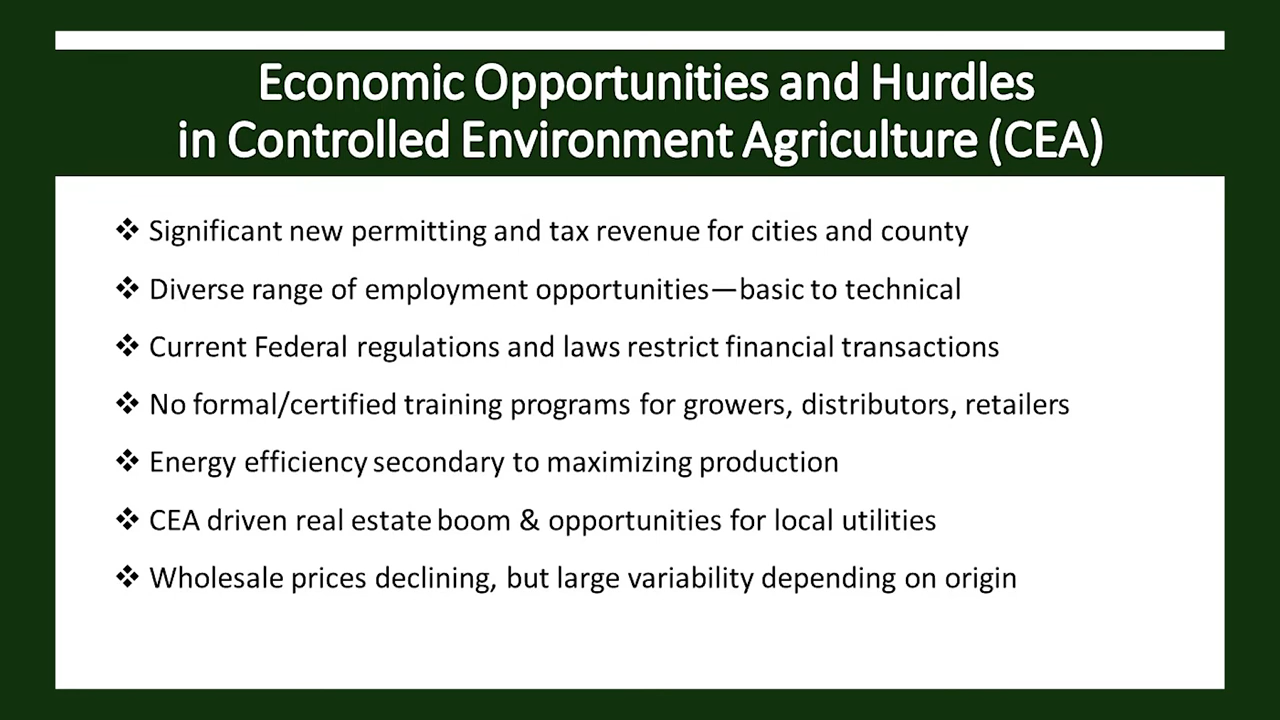 Economic Opportunities and Hurdles
in Controlled Environment Agriculture (CEA)
❖ Significant new permitting and tax revenue for cities and county
❖ Diverse range of employment opportunities—basic to technical
❖ Current Federal regulations and laws restrict financial transactions
❖ No formal/certified training programs for growers, distributors, retailers
❖ Energy efficiency secondary to maximizing production
❖ CEA driven real estate boom & opportunities for local utilities
❖ Wholesale prices declining, but large variability depending on origin